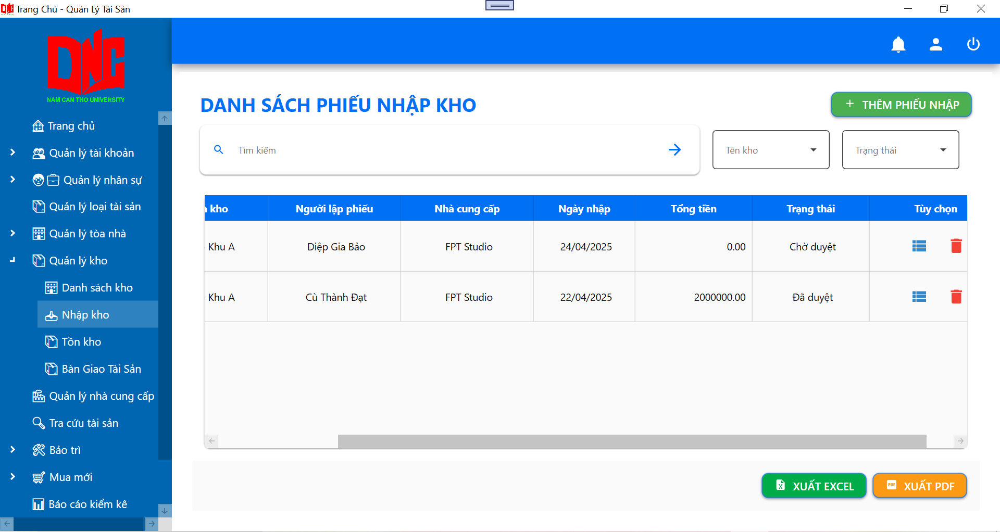 Trang Chủ - Quản Lý Tài Sản
DNC
NAM CAN THO UNIVERSITY
Trang chủ
Quản lý tài khoản
Quản lý nhân sự
Quản lý loại tài sản
Quản lý tòa nhà
Quản lý kho
Danh sách kho
Nhập kho
Tồn kho
Bàn Giao Tài Sản
Quản lý nhà cung cấp
Tra cứu tài sản
Bảo trì
Mua mới
Báo cáo kiểm kê
DANH SÁCH PHIẾU NHẬP KHO
THÊM PHIẾU NHẬP
Tìm kiếm
Tên kho
Trạng thái
kho Người lập phiếu Nhà cung cấp Ngày nhập Tổng tiền Trạng thái Tùy chọn
Khu A Diệp Gia Bảo FPT Studio 24/04/2025 0.00 Chờ duyệt
Khu A Cù Thành Đạt FPT Studio 22/04/2025 2000000.00 Đã duyệt
XUẤT EXCEL
PDF XUẤT PDF